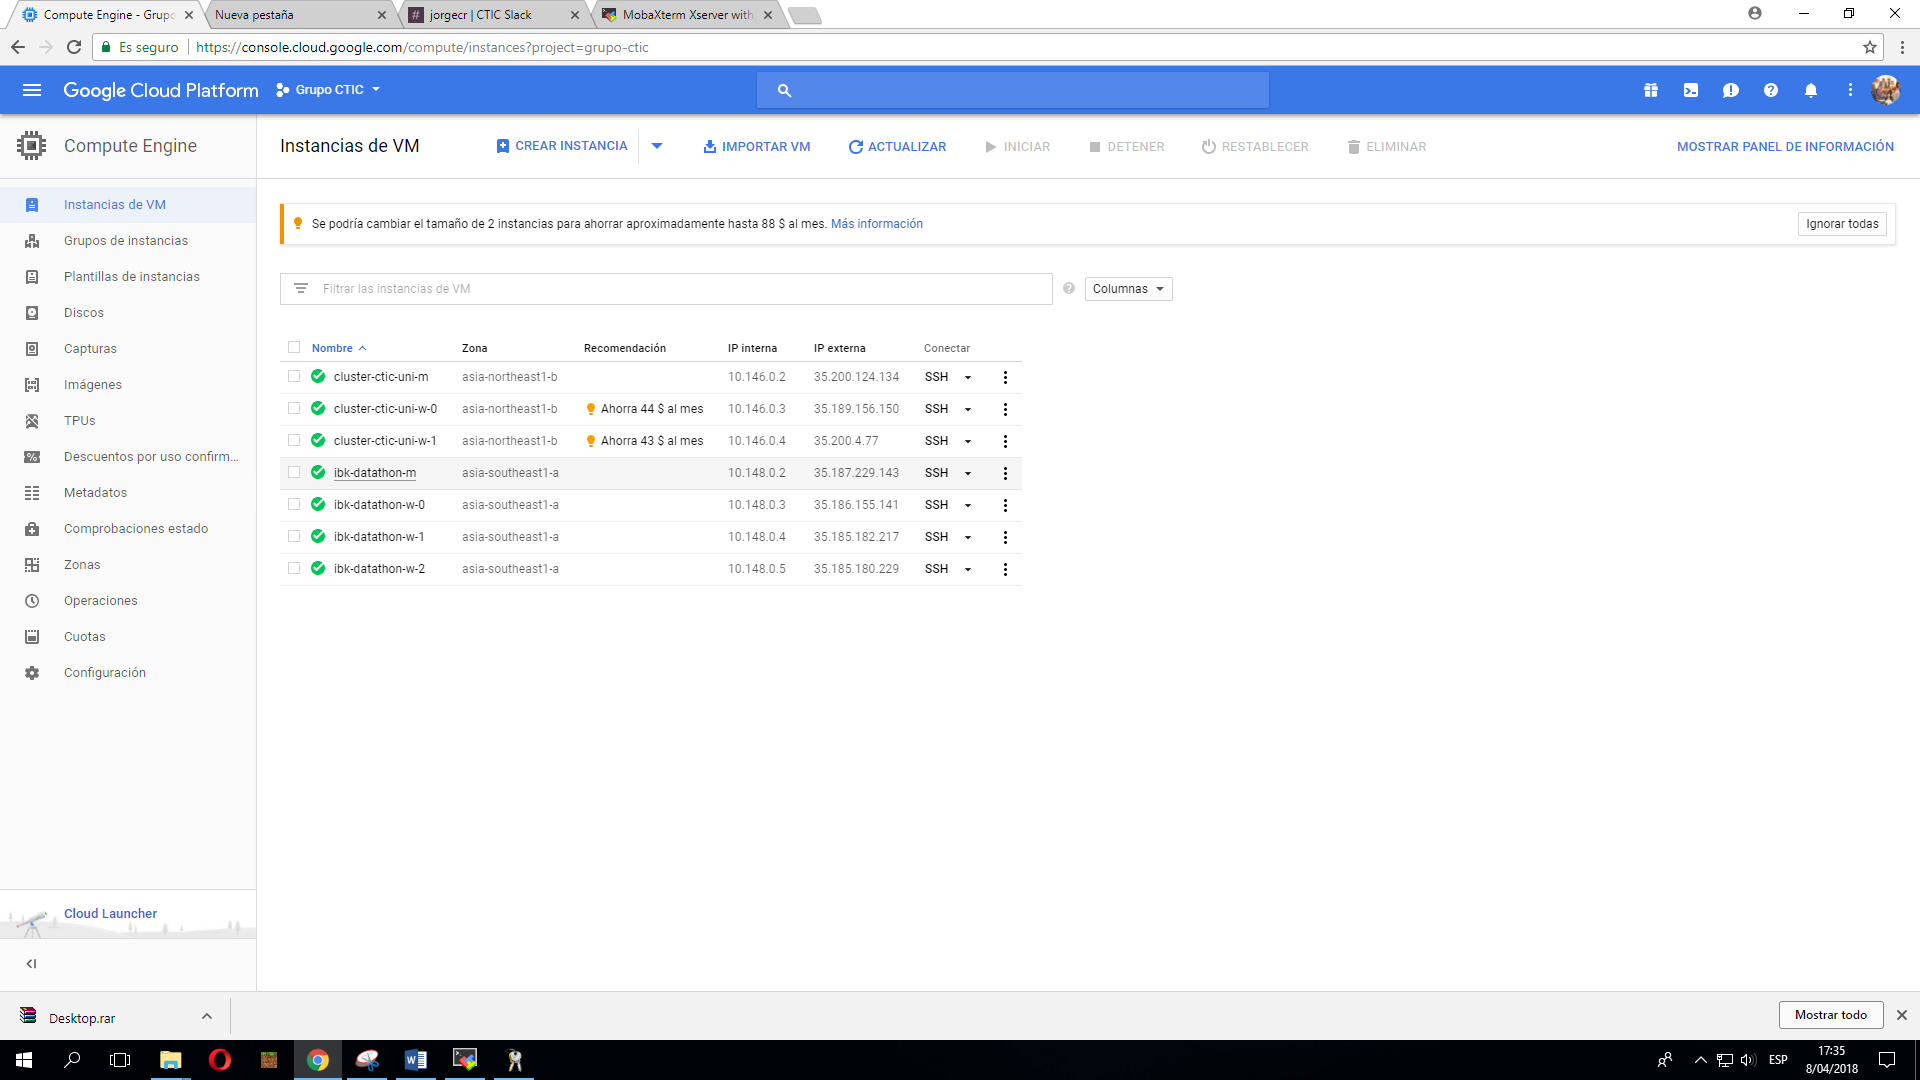 Compute Engine - Grupo
Nueva pestaña
jorgecr | CTIC Slack
MobaXterm Xserver with
Es seguro
https://console.cloud.google.com/compute/instances?project=grupo-ctic
Google Cloud Platform
Grupo CTIC
Compute Engine
Instancias de VM
CREAR INSTANCIA
IMPORTAR VM
ACTUALIZAR
INICIAR
DETENER
RESTABLECER
ELIMINAR
MOSTRAR PANEL DE INFORMACIÓN
Instancias de VM
Grupos de instancias
Plantillas de instancias
Discos
Capturas
Imágenes
TPUs
Descuentos por uso confirm...
Metadatos
Comprobaciones estado
Zonas
Operaciones
Cuotas
Configuración
Cloud Launcher
Se podría cambiar el tamaño de 2 instancias para ahorrar aproximadamente hasta 88 $ al mes. Más información
Ignorar todas
Filtrar las instancias de VM
Columnas
Nombre Zona Recomendación IP interna IP externa Conectar
cluster-ctic-uni-m asia-northeast1-b 10.146.0.2 35.200.124.134 SSH
cluster-ctic-uni-w-0 asia-northeast1-b Ahorra 44 $ al mes 10.146.0.3 35.189.156.150 SSH
cluster-ctic-uni-w-1 asia-northeast1-b Ahorra 43 $ al mes 10.146.0.4 35.200.4.77 SSH
ibk-datathon-m asia-southeast1-a 10.148.0.2 35.187.229.143 SSH
ibk-datathon-w-0 asia-southeast1-a 10.148.0.3 35.186.155.141 SSH
ibk-datathon-w-1 asia-southeast1-a 10.148.0.4 35.185.182.217 SSH
ibk-datathon-w-2 asia-southeast1-a 10.148.0.5 35.185.180.229 SSH
Desktop.rar
Mostrar todo
ESP
17:35
8/04/2018